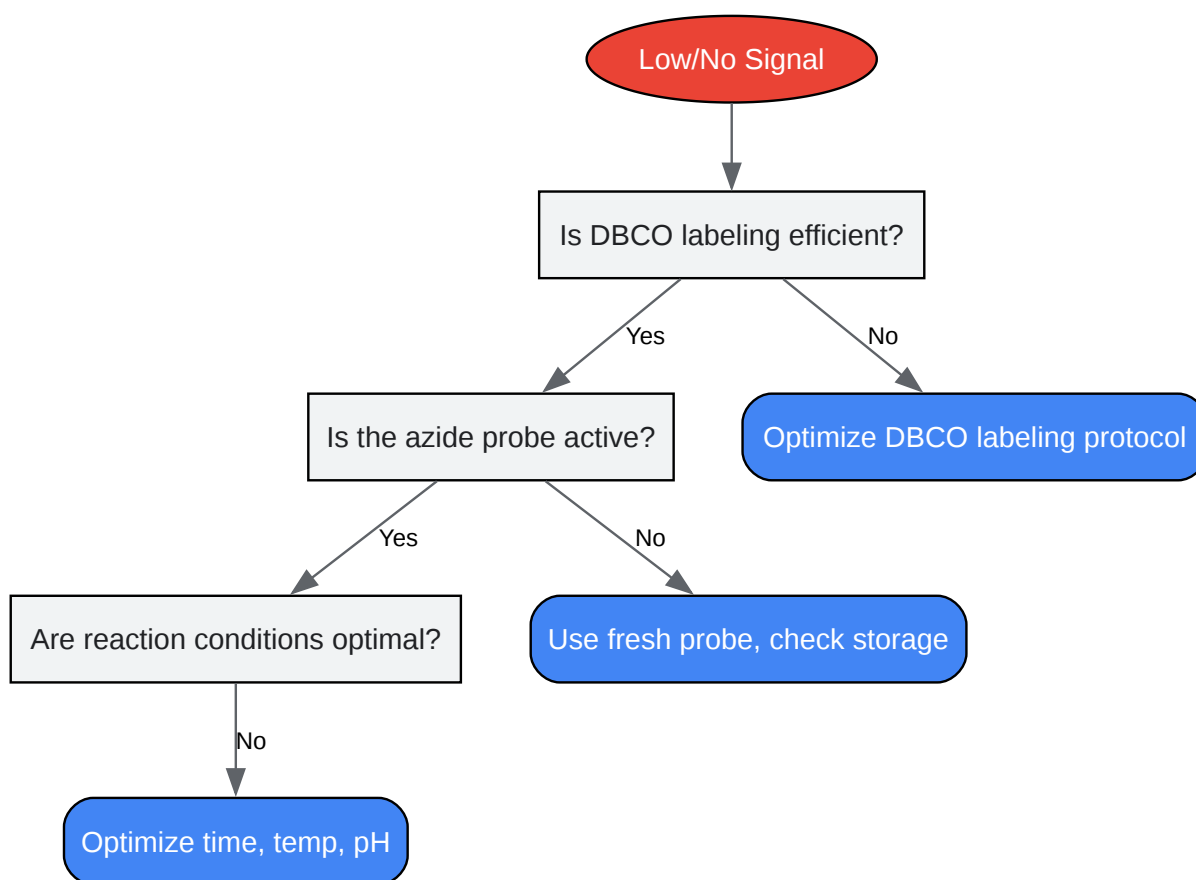 Low/No Signal
Is DBCO labeling efficient?
Yes
No
Is the azide probe active?
Optimize DBCO labeling protocol
Yes
No
Are reaction conditions optimal?
Use fresh probe, check storage
No
Optimize time, temp, pH